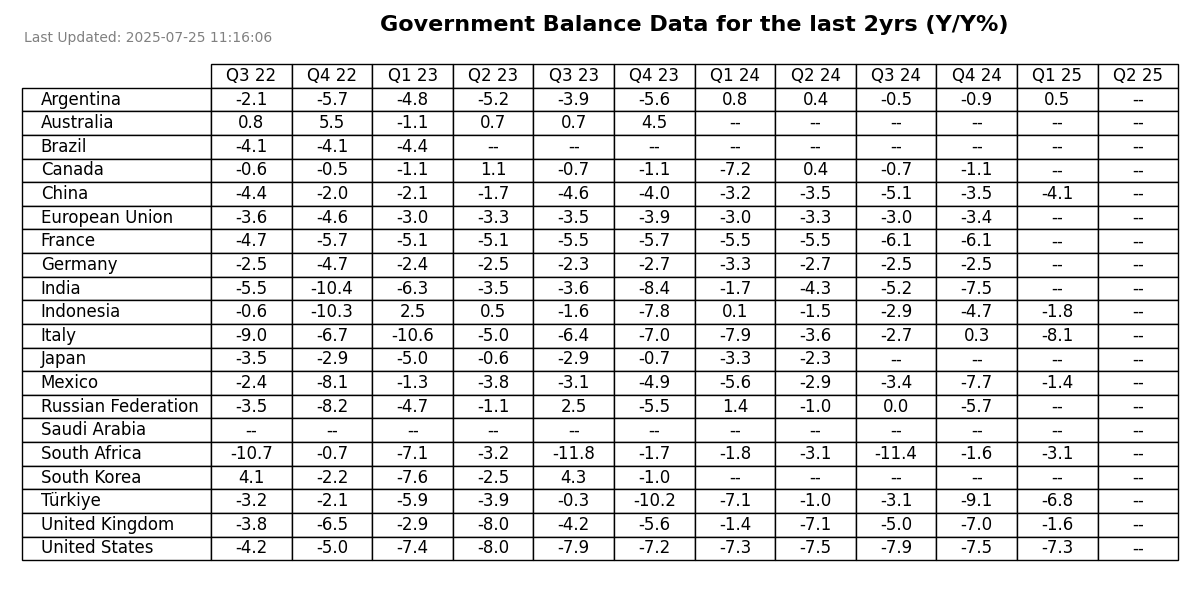 Government Balance Data for the last 2yrs (Y/Y%)
Last Updated: 2025-07-25 11:16:06
Q3 22 Q4 22 Q1 23 Q2 23 Q3 23 Q4 23 Q1 24 Q2 24 Q3 24 Q4 24 Q1 25 Q2 25
Argentina -2.1 -5.7 -4.8 -5.2 -3.9 -5.6 0.8 0.4 -0.5 -0.9 0.5 --
Australia 0.8 5.5 -1.1 0.7 0.7 4.5 -- -- -- -- -- --
Brazil -4.1 -4.1 -4.4 -- -- -- -- -- -- -- -- --
Canada -0.6 -0.5 -1.1 1.1 -0.7 -1.1 -7.2 0.4 -0.7 -1.1 -- --
China -4.4 -2.0 -2.1 -1.7 -4.6 -4.0 -3.2 -3.5 -5.1 -3.5 -4.1 --
European Union -3.6 -4.6 -3.0 -3.3 -3.5 -3.9 -3.0 -3.3 -3.0 -3.4 -- --
France -4.7 -5.7 -5.1 -5.1 -5.5 -5.7 -5.5 -5.5 -6.1 -6.1 -- --
Germany -2.5 -4.7 -2.4 -2.5 -2.3 -2.7 -3.3 -2.7 -2.5 -2.5 -- --
India -5.5 -10.4 -6.3 -3.5 -3.6 -8.4 -1.7 -4.3 -5.2 -7.5 -- --
Indonesia -0.6 -10.3 2.5 0.5 -1.6 -7.8 0.1 -1.5 -2.9 -4.7 -1.8 --
Italy -9.0 -6.7 -10.6 -5.0 -6.4 -7.0 -7.9 -3.6 -2.7 0.3 -8.1 --
Japan -3.5 -2.9 -5.0 -0.6 -2.9 -0.7 -3.3 -2.3 -- -- -- --
Mexico -2.4 -8.1 -1.3 -3.8 -3.1 -4.9 -5.6 -2.9 -3.4 -7.7 -1.4 --
Russian Federation -3.5 -8.2 -4.7 -1.1 2.5 -5.5 1.4 -1.0 0.0 -5.7 -- --
Saudi Arabia -- -- -- -- -- -- -- -- -- -- -- --
South Africa -10.7 -0.7 -7.1 -3.2 -11.8 -1.7 -1.8 -3.1 -11.4 -1.6 -3.1 --
South Korea 4.1 -2.2 -7.6 -2.5 4.3 -1.0 -- -- -- -- -- --
Türkiye -3.2 -2.1 -5.9 -3.9 -0.3 -10.2 -7.1 -1.0 -3.1 -9.1 -6.8 --
United Kingdom -3.8 -6.5 -2.9 -8.0 -4.2 -5.6 -1.4 -7.1 -5.0 -7.0 -1.6 --
United States -4.2 -5.0 -7.4 -8.0 -7.9 -7.2 -7.3 -7.5 -7.9 -7.5 -7.3 --